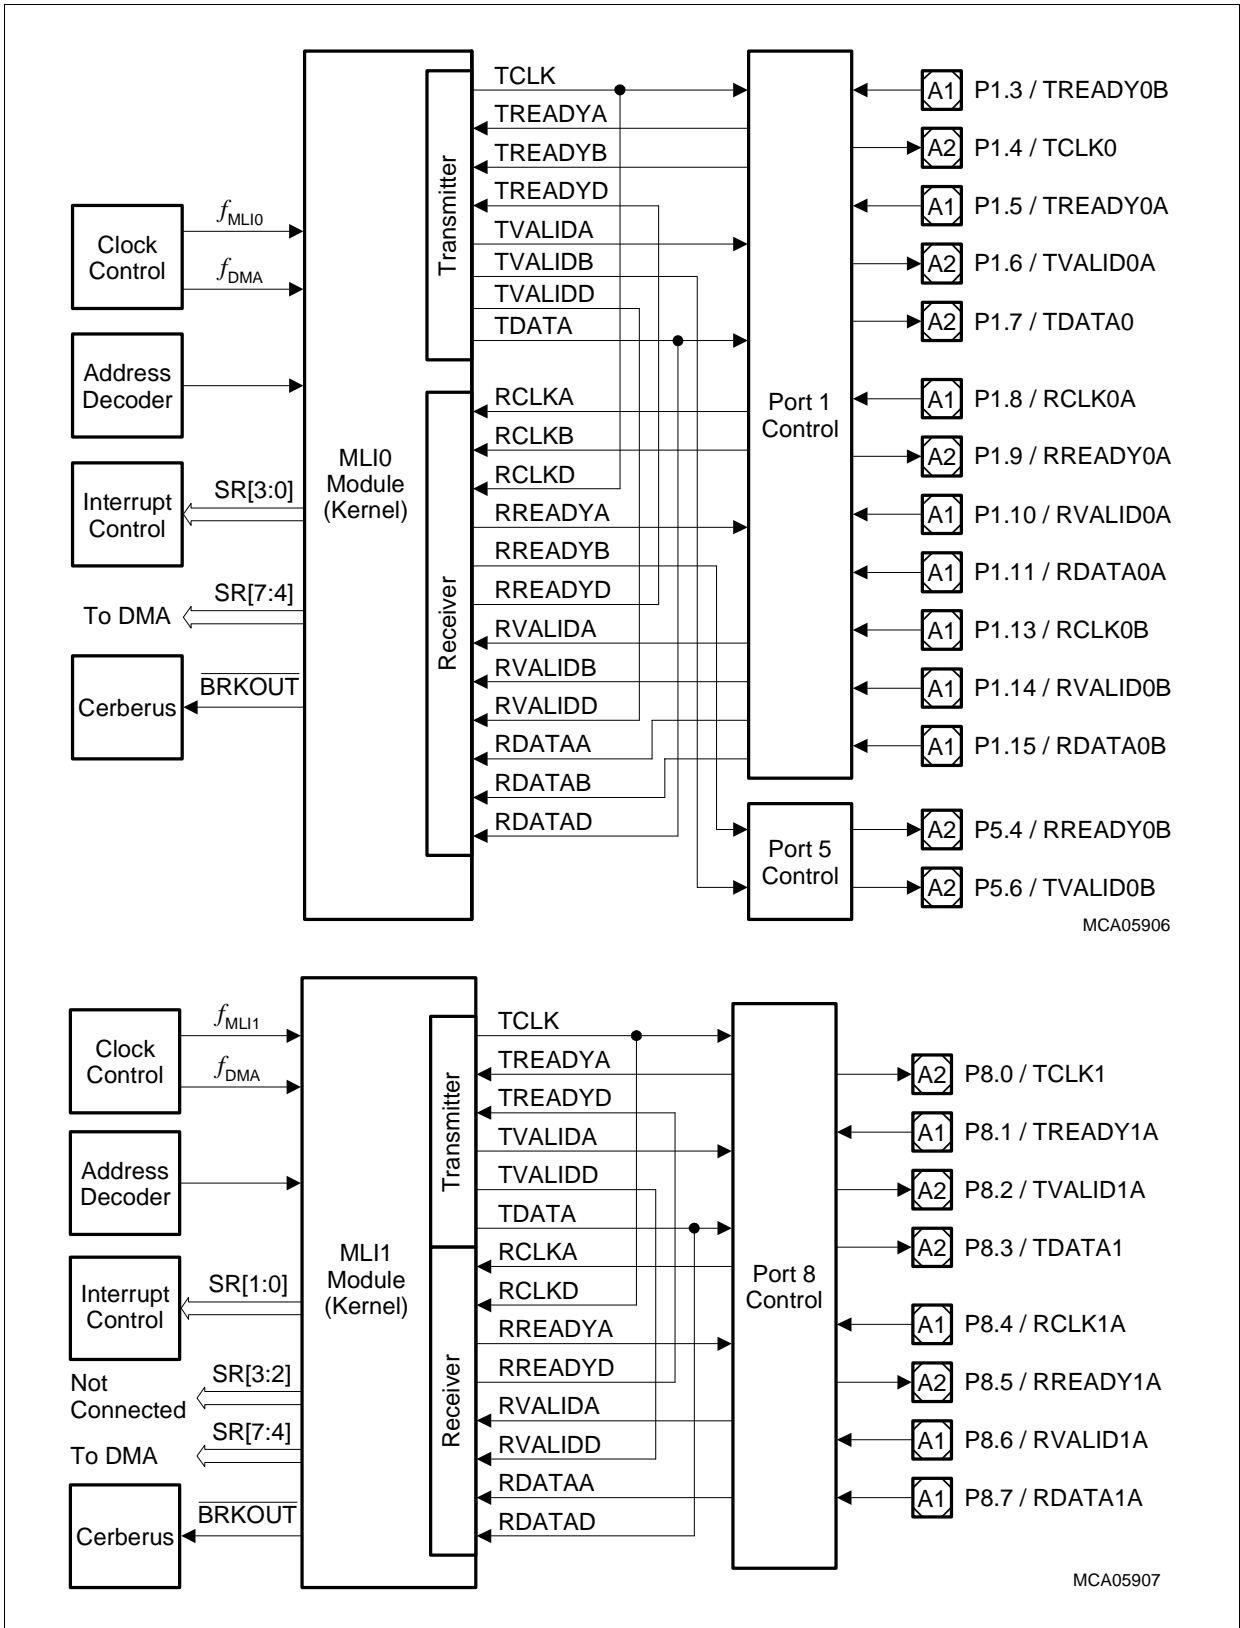 Clock
Control
f MLI0
f DMA
Address
Decoder
Interrupt
Control
SR[3:0]
To DMA
SR[7:4]
Cerberus
BRKOUT
MLI0
Module
(Kernel)
Transmitter
Receiver
TCLK
TREADYA
TREADYB
TREADYD
TVALIDA
TVALIDB
TVALIDD
TDATA
RCLKA
RCLKB
RCLKD
RREADYA
RREADYB
RREADYD
RVALIDA
RVALIDB
RVALIDD
RDATAA
RDATAB
RDATAD
Port 1
Control
Port 5
Control
A1 P1.3 / TREADY0B
A2 P1.4 / TCLK0
A1 P1.5 / TREADY0A
A2 P1.6 / TVALID0A
A2 P1.7 / TDATA0
A1 P1.8 / RCLK0A
A2 P1.9 / RREADY0A
A1 P1.10 / RVALID0A
A1 P1.11 / RDATA0A
A1 P1.13 / RCLK0B
A1 P1.14 / RVALID0B
A1 P1.15 / RDATA0B
A2 P5.4 / RREADY0B
A2 P5.6 / TVALID0B
MCA05906
Clock
Control
f MLI1
f DMA
Address
Decoder
Interrupt
Control
SR[1:0]
Not
Connected
SR[3:2]
To DMA
SR[7:4]
Cerberus
BRKOUT
MLI1
Module
(Kernel)
Transmitter
Receiver
TCLK
TREADYA
TREADYD
TVALIDA
TVALIDD
TDATA
RCLKA
RCLKD
RREADYA
RREADYD
RVALIDA
RVALIDD
RDATAA
RDATAD
Port 8
Control
A2 P8.0 / TCLK1
A1 P8.1 / TREADY1A
A2 P8.2 / TVALID1A
A2 P8.3 / TDATA1
A1 P8.4 / RCLK1A
A2 P8.5 / RREADY1A
A1 P8.6 / RVALID1A
A1 P8.7 / RDATA1A
MCA05907